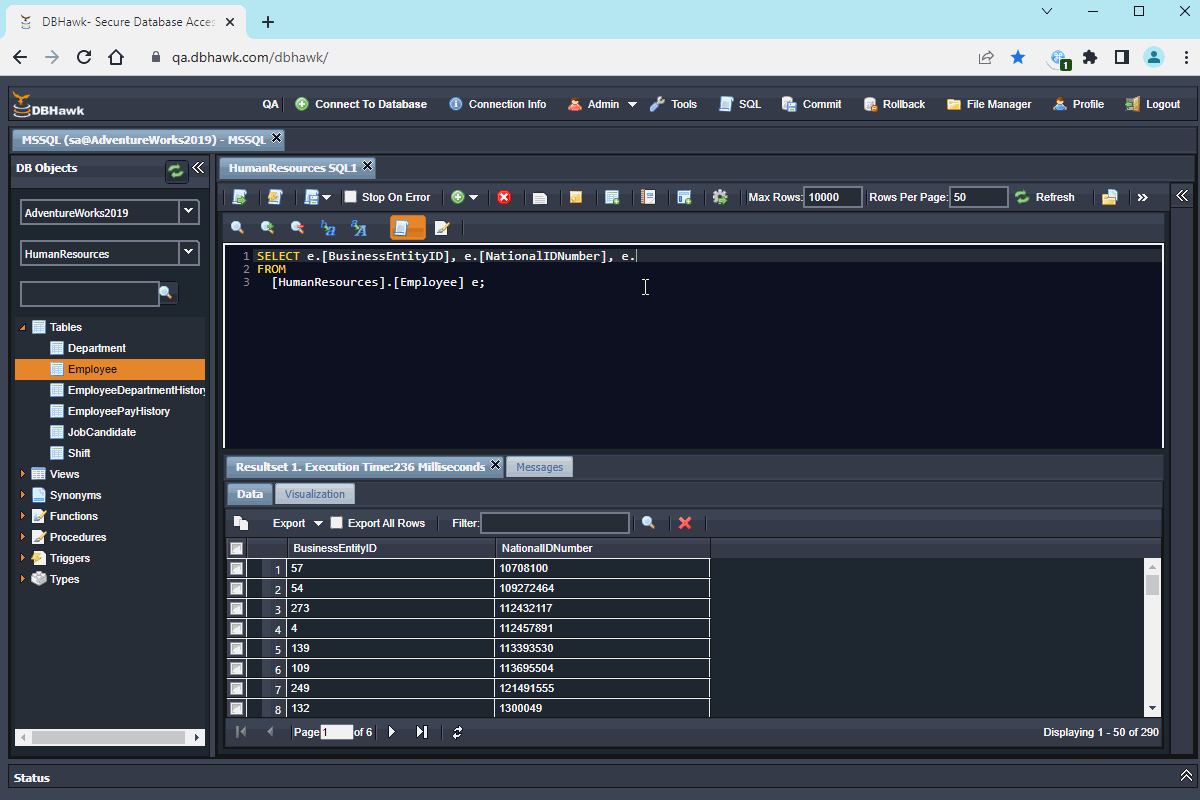 DBHawk- Secure Database Acces
qa.dbhawk.com/dbhawk/
1
DBHawk
QA
Connect To Database
Connection Info
Admin
Tools
SQL
Commit
Rollback
File Manager
Profile
Logout
MSSQL (sa@AdventureWorks2019) - MSSQL
DB Objects
AdventureWorks2019
HumanResources
Tables
Department
Employee
EmployeeDepartmentHistory
EmployeePayHistory
JobCandidate
Shift
Views
Synonyms
Functions
Procedures
Triggers
Types
HumanResources SQL1
Stop On Error
Max Rows: 10000
Rows Per Page: 50
Refresh
1 SELECT e.[BusinessEntityID], e.[NationalIDNumber], e.
2 FROM
3 [HumanResources].[Employee] e;
Resultset 1. Execution Time:236 Milliseconds
Messages
Data
Visualization
Export
Export All Rows
Filter:
BusinessEntityID NationalIDNumber
1 57 10708100
2 54 109272464
3 273 112432117
4 4 112457891
5 139 113393530
6 109 113695504
7 249 121491555
8 132 1300049
Page 1 of 6
Displaying 1 - 50 of 290
Status